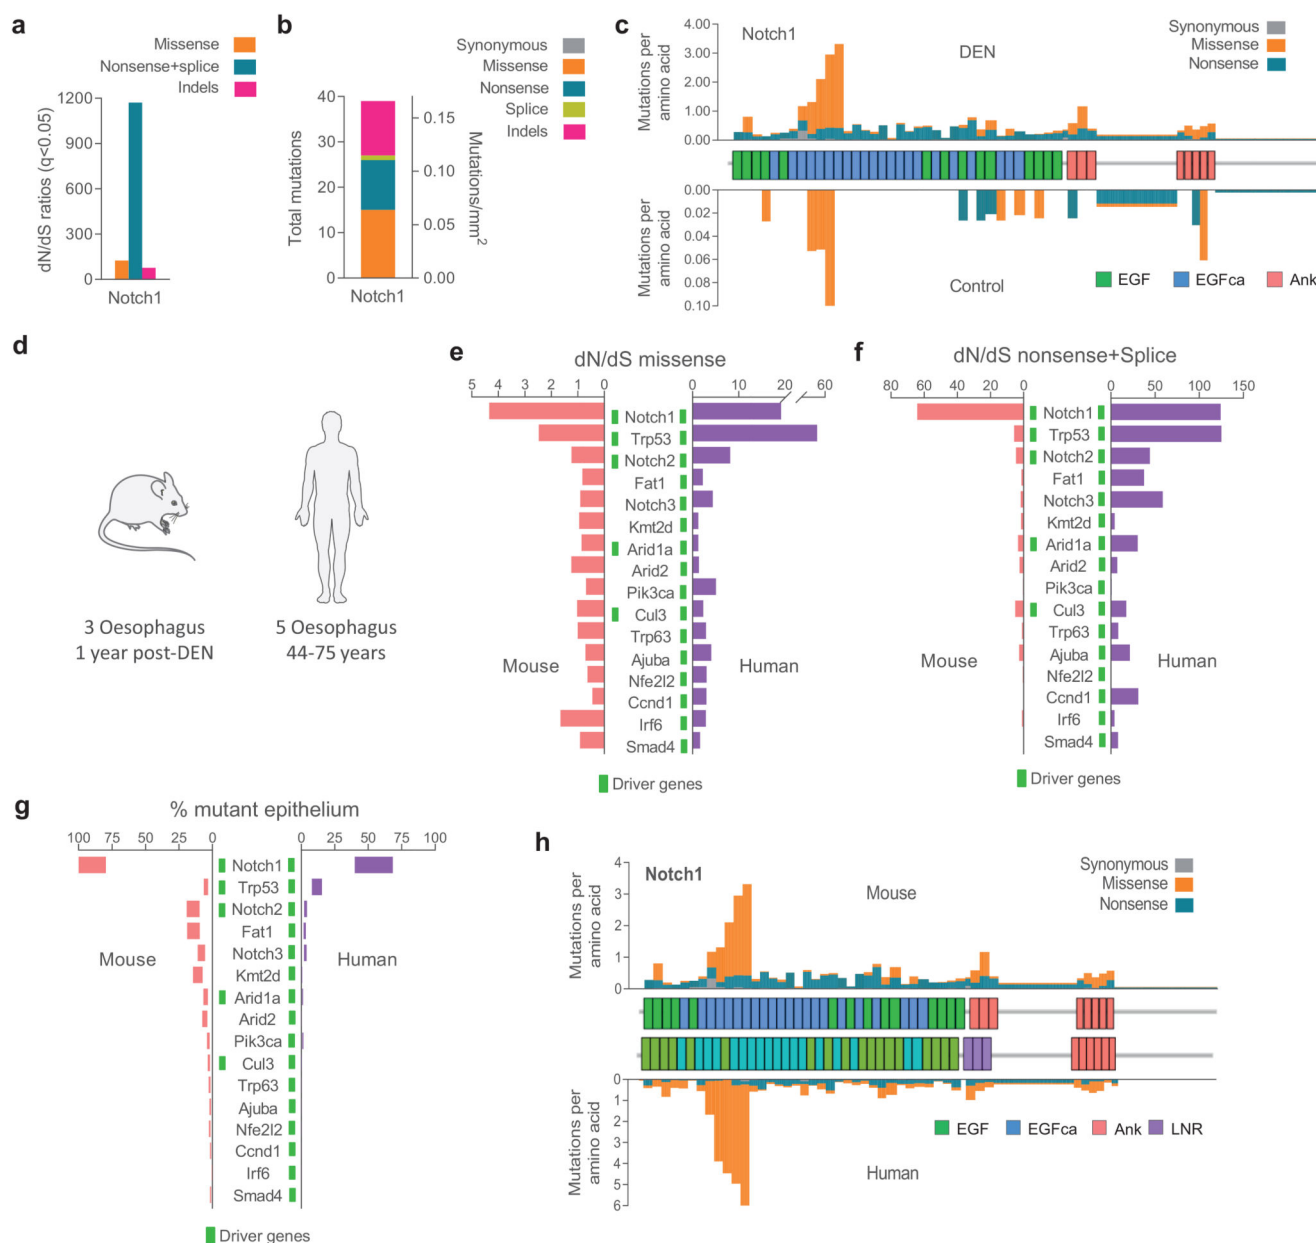 a
Missense
Nonsense+splice
Indels
dN/dS ratios (q<0.05)
1200
900
600
300
0
Notch1
b
Synonymous
Missense
Nonsense
Splice
Indels
Total mutations
40
30
20
10
0
0.15
0.10
0.05
0.00
Mutations/mm2
Notch1
c
Notch1
DEN
Synonymous
Missense
Nonsense
Mutations per
amino acid
4.00
3.00
2.00
1.00
0.00
0.00
0.02
0.04
0.06
0.08
0.10
Mutations per
amino acid
Control
EGF
EGFca
Ank
d
3 Oesophagus
1 year post-DEN
5 Oesophagus
44-75 years
e
dN/dS missense
5 4 3 2 1 0
0 10 20 60
Notch1
Trp53
Notch2
Fat1
Notch3
Kmt2d
Arid1a
Arid2
Pik3ca
Cul3
Trp63
Ajuba
Nfe2l2
Ccnd1
Irf6
Smad4
Mouse
Human
Driver genes
f
dN/dS nonsense+Splice
80 60 40 20 0
0 50 100 150
Notch1
Trp53
Notch2
Fat1
Notch3
Kmt2d
Arid1a
Arid2
Pik3ca
Cul3
Trp63
Ajuba
Nfe2l2
Ccnd1
Irf6
Smad4
Mouse
Human
Driver genes
g
% mutant epithelium
100 75 50 25 0
0 25 50 75 100
Notch1
Trp53
Notch2
Fat1
Notch3
Kmt2d
Arid1a
Arid2
Pik3ca
Cul3
Trp63
Ajuba
Nfe2l2
Ccnd1
Irf6
Smad4
Mouse
Human
Driver genes
h
Notch1
Mouse
Synonymous
Missense
Nonsense
Mutations per
amino acid
4
3
2
1
0
0
1
2
3
4
5
6
Mutations per
amino acid
EGF
EGFca
Ank
LNR
Human